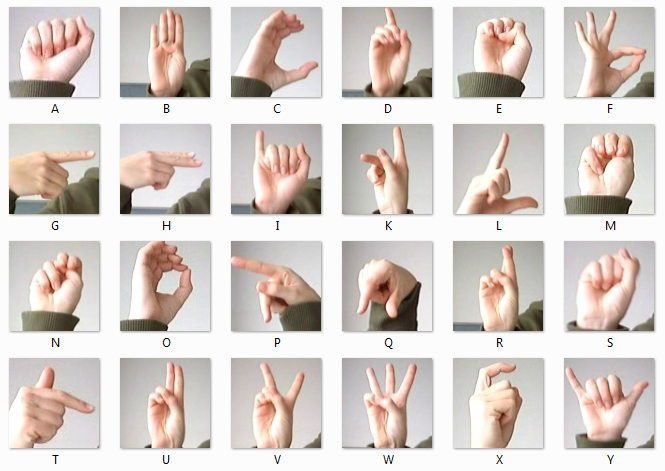 A B C D E F
G H I K L M
N O P Q R S
T U V W X Y